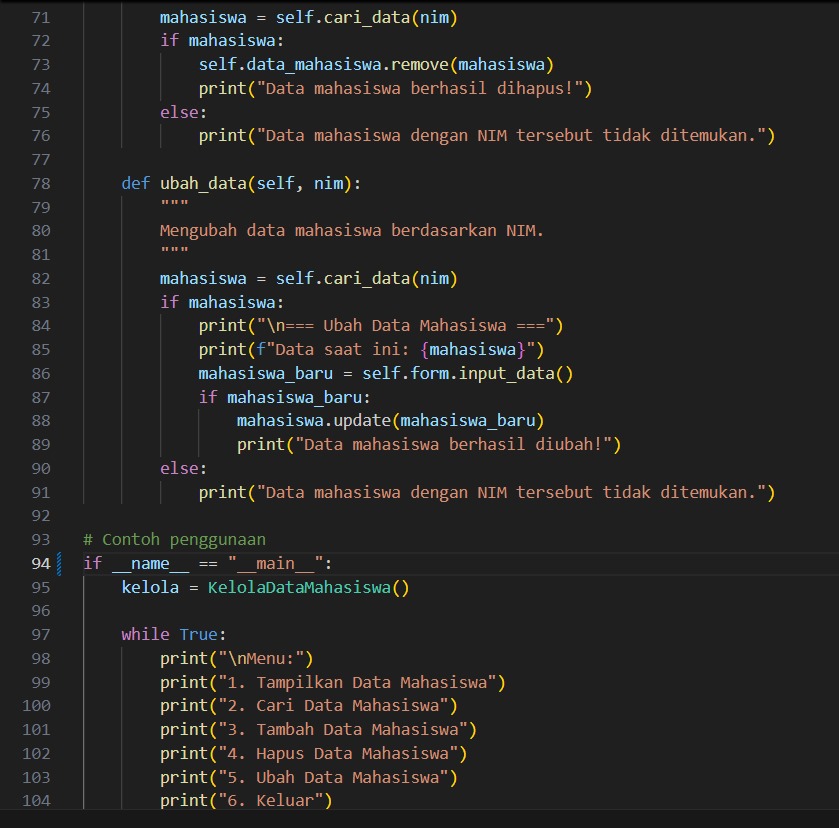 71 mahasiswa = self.cari_data(nim)
72 if mahasiswa:
73 self.data_mahasiswa.remove(mahasiswa)
74 print("Data mahasiswa berhasil dihapus!")
75 else:
76 print("Data mahasiswa dengan NIM tersebut tidak ditemukan.")
77
78 def ubah_data(self, nim):
79 """
80 Mengubah data mahasiswa berdasarkan NIM.
81 """
82 mahasiswa = self.cari_data(nim)
83 if mahasiswa:
84 print("\n=== Ubah Data Mahasiswa ===")
85 print(f"Data saat ini: {mahasiswa}")
86 mahasiswa_baru = self.form.input_data()
87 if mahasiswa_baru:
88 mahasiswa.update(mahasiswa_baru)
89 print("Data mahasiswa berhasil diubah!")
90 else:
91 print("Data mahasiswa dengan NIM tersebut tidak ditemukan.")
92
93 # Contoh penggunaan
94 if __name__ == "__main__":
95 kelola = KelolaDataMahasiswa()
96
97 while True:
98 print("\nMenu:")
99 print("1. Tampilkan Data Mahasiswa")
100 print("2. Cari Data Mahasiswa")
101 print("3. Tambah Data Mahasiswa")
102 print("4. Hapus Data Mahasiswa")
103 print("5. Ubah Data Mahasiswa")
104 print("6. Keluar")